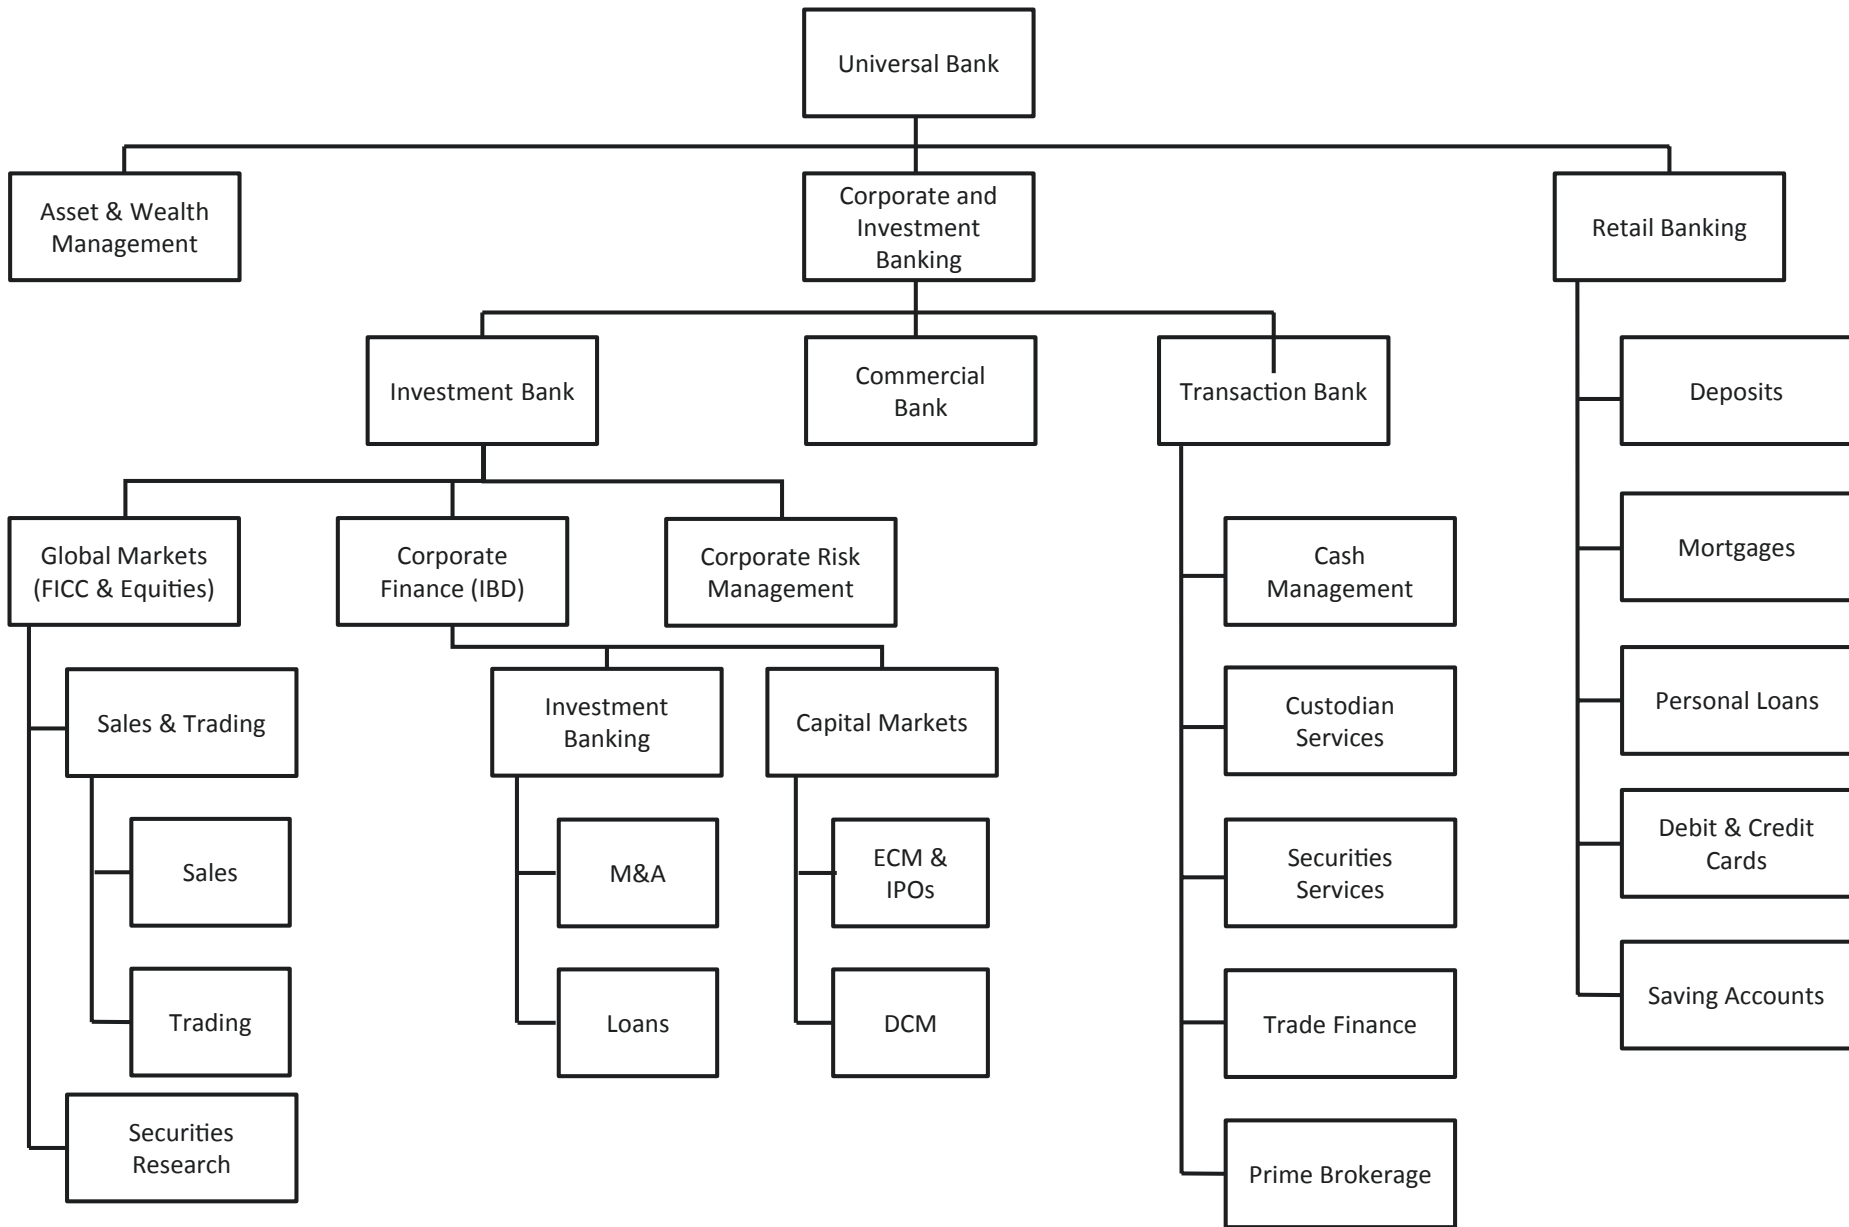 Universal Bank
Asset & Wealth
Management
Corporate and
Investment
Banking
Retail Banking
Investment Bank
Commercial
Bank
Transaction Bank
Deposits
Mortgages
Personal Loans
Debit & Credit
Cards
Saving Accounts
Global Markets
(FICC & Equities)
Corporate
Finance (IBD)
Corporate Risk
Management
Cash
Management
Custodian
Services
Securities
Services
Trade Finance
Prime Brokerage
Sales & Trading
Sales
Trading
Securities
Research
Investment
Banking
M&A
Loans
Capital Markets
ECM &
IPOs
DCM